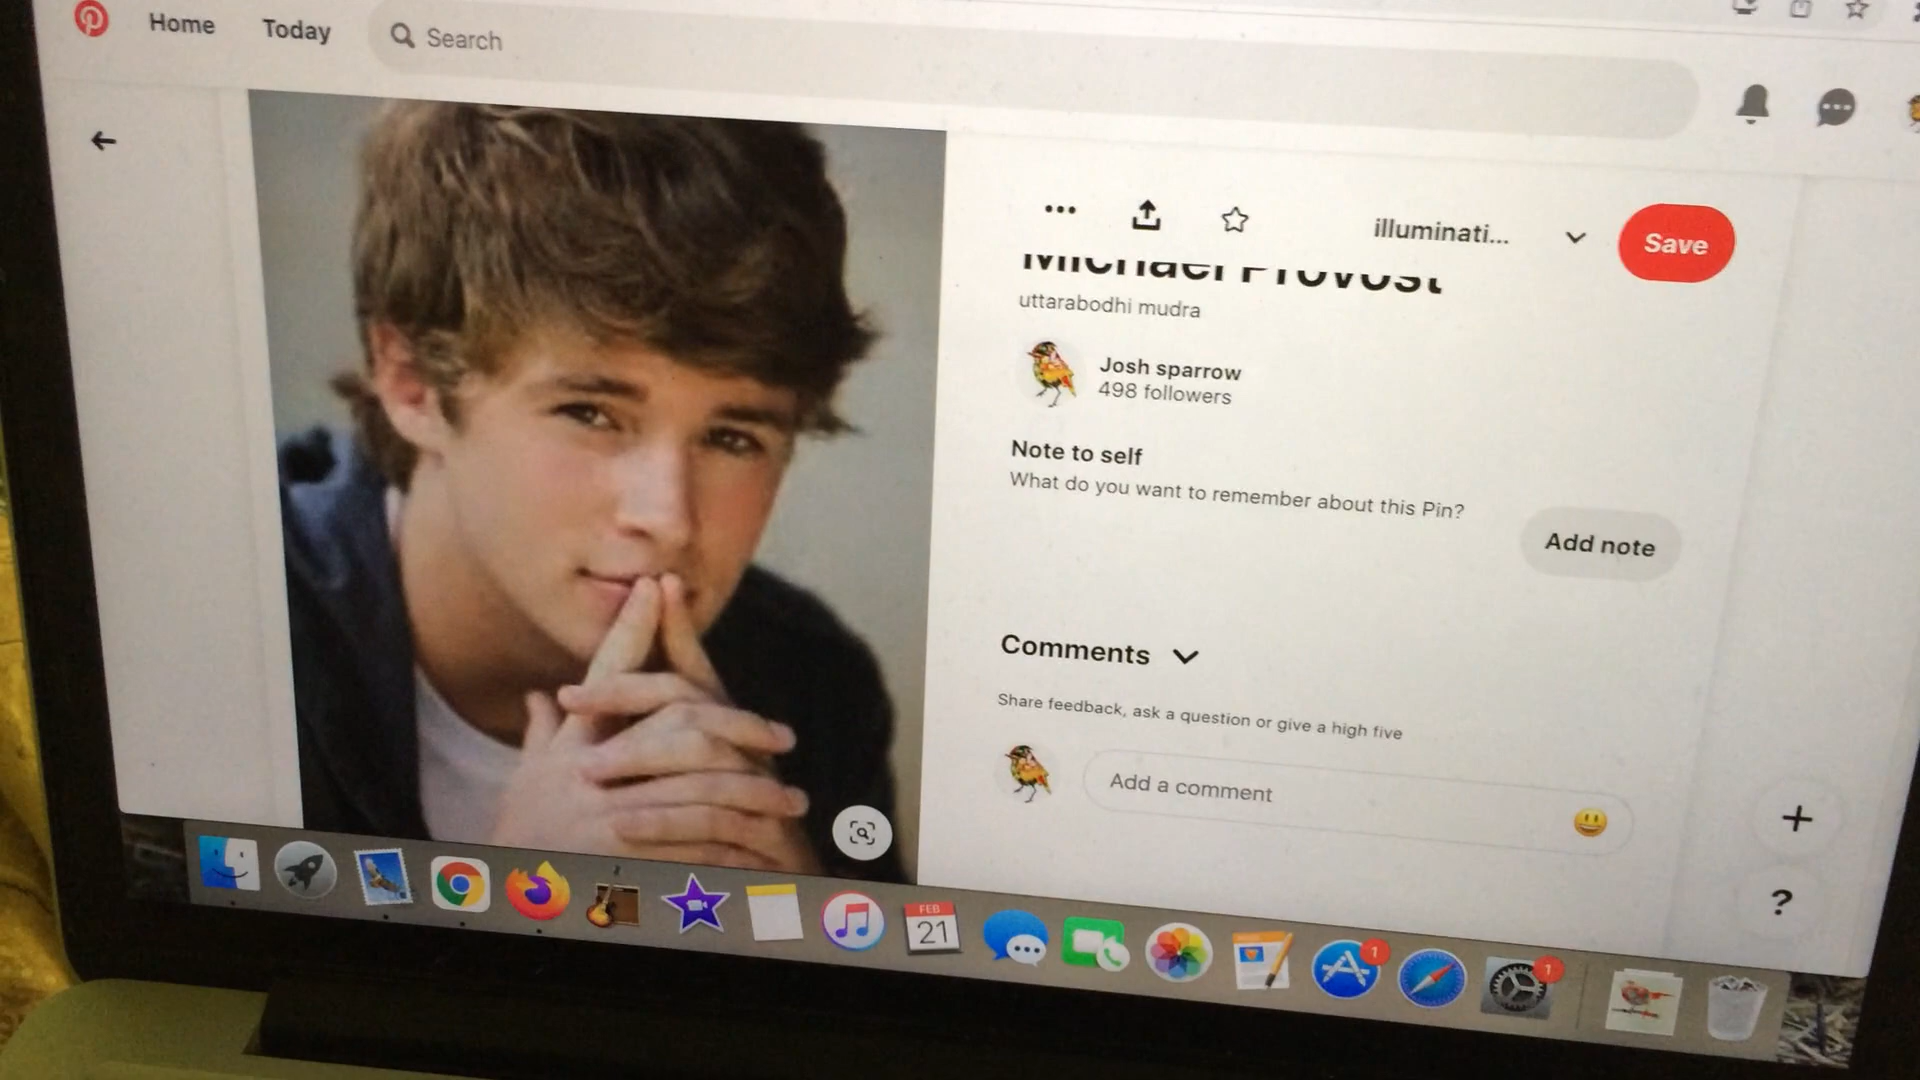 Home Today Search
illuminati... Save
Michael Provost
uttarabodhi mudra
Josh sparrow
498 followers
Note to self
What do you want to remember about this Pin?
Add note
Comments
Share feedback, ask a question or give a high five
Add a comment
?
FEB
21
1
1